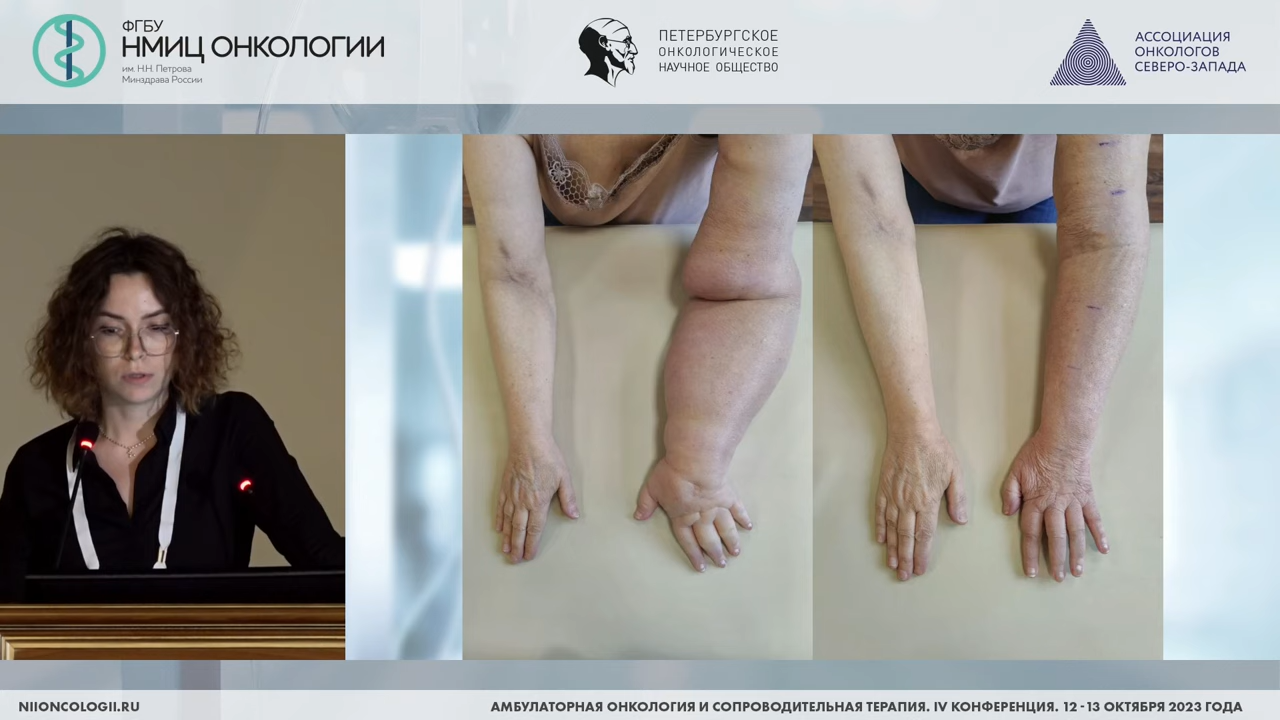 ФГБУ
НМИЦ ОНКОЛОГИИ
им. Н.Н. Петрова
Минздрава России
ПЕТЕРБУРГСКОЕ
ОНКОЛОГИЧЕСКОЕ
НАУЧНОЕ ОБЩЕСТВО
АССОЦИАЦИЯ
ОНКОЛОГОВ
СЕВЕРО-ЗАПАДА
NIIONCOLOGII.RU
АМБУЛАТОРНАЯ ОНКОЛОГИЯ И СОПРОВОДИТЕЛЬНАЯ ТЕРАПИЯ. IV КОНФЕРЕНЦИЯ. 12 - 13 ОКТЯБРЯ 2023 ГОДА